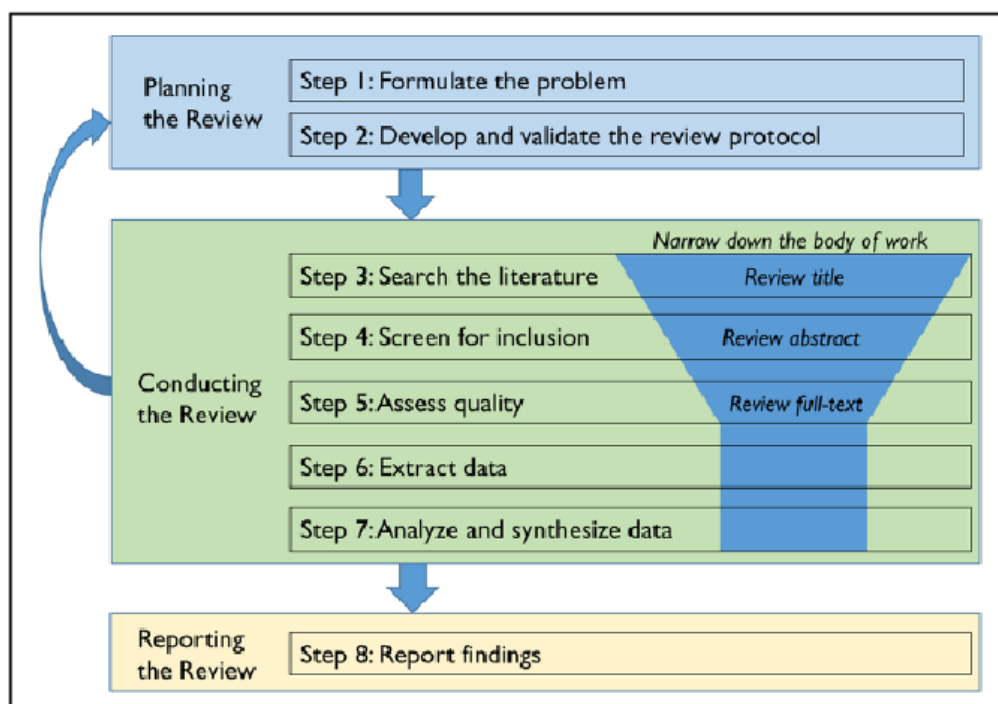 Planning
the Review
Step 1: Formulate the problem
Step 2: Develop and validate the review protocol
Conducting
the Review
Narrow down the body of work
Step 3: Search the literature
Review title
Step 4: Screen for inclusion
Review abstract
Step 5: Assess quality
Review full-text
Step 6: Extract data
Step 7: Analyze and synthesize data
Reporting
the Review
Step 8: Report findings